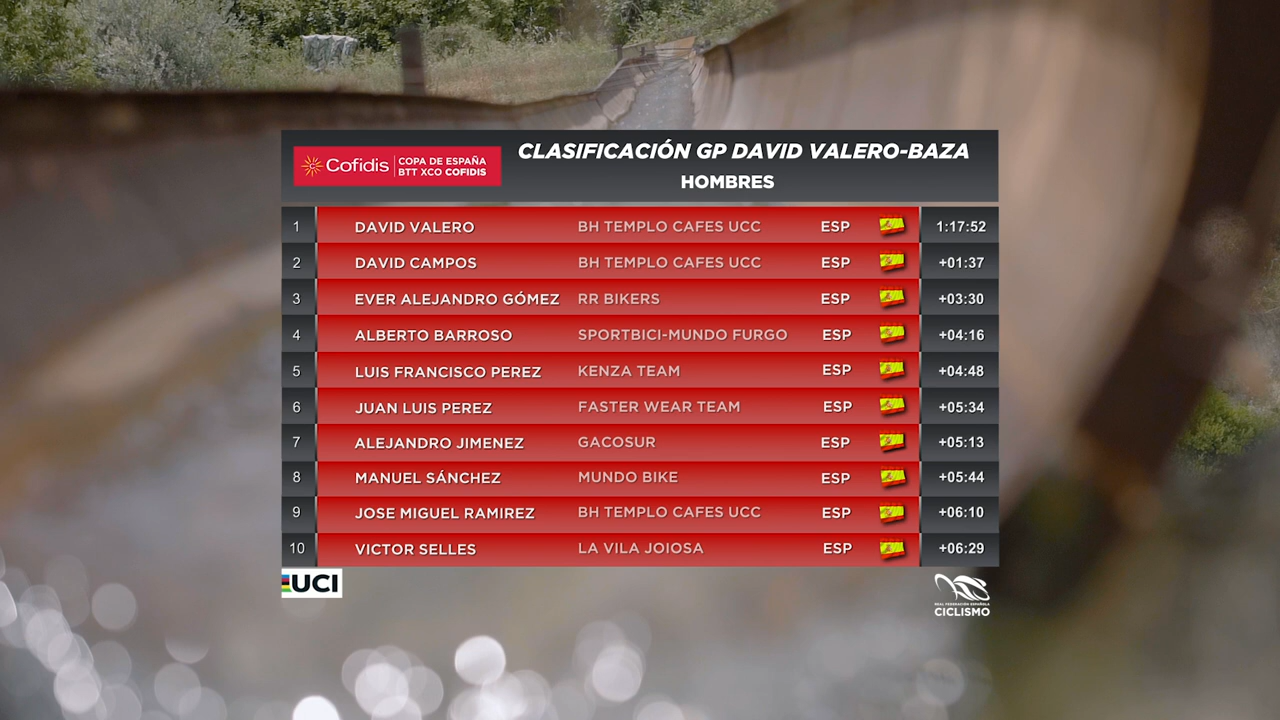 Cofidis
COPA DE ESPAÑA
BTT XCO COFIDIS
CLASIFICACIÓN GP DAVID VALERO-BAZA
HOMBRES
1 DAVID VALERO BH TEMPLO CAFES UCC ESP 1:17:52
2 DAVID CAMPOS BH TEMPLO CAFES UCC ESP +01:37
3 EVER ALEJANDRO GÓMEZ RR BIKERS ESP +03:30
4 ALBERTO BARROSO SPORTBICI-MUNDO FURGO ESP +04:16
5 LUIS FRANCISCO PEREZ KENZA TEAM ESP +04:48
6 JUAN LUIS PEREZ FASTER WEAR TEAM ESP +05:34
7 ALEJANDRO JIMENEZ GACOSUR ESP +05:13
8 MANUEL SÁNCHEZ MUNDO BIKE ESP +05:44
9 JOSE MIGUEL RAMIREZ BH TEMPLO CAFES UCC ESP +06:10
10 VICTOR SELLES LA VILA JOIOSA ESP +06:29
UCI
REAL FEDERACIÓN ESPAÑOLA
CICLISMO